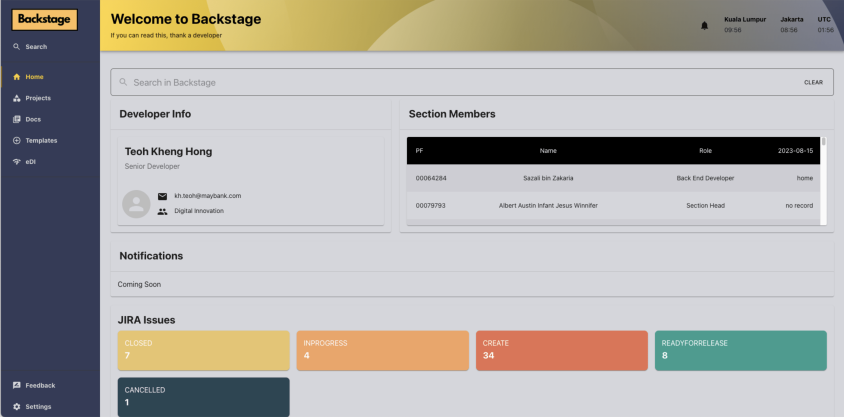 Backstage
Search
Home
Projects
Docs
Templates
eDI
Feedback
Settings
Welcome to Backstage
If you can read this, thank a developer
Kuala Lumpur Jakarta UTC
09:56 08:56 01:56
Search in Backstage CLEAR
Developer Info
Teoh Kheng Hong
Senior Developer
kh.teoh@maybank.com
Digital Innovation
Section Members
PF Name Role 2023-08-15
00064284 Sazali bin Zakaria Back End Developer home
00079793 Albert Austin Infant Jesus Winnifer Section Head no record
Notifications
Coming Soon
JIRA Issues
CLOSED
7
INPROGRESS
4
CREATE
34
READYFORRELEASE
8
CANCELLED
1